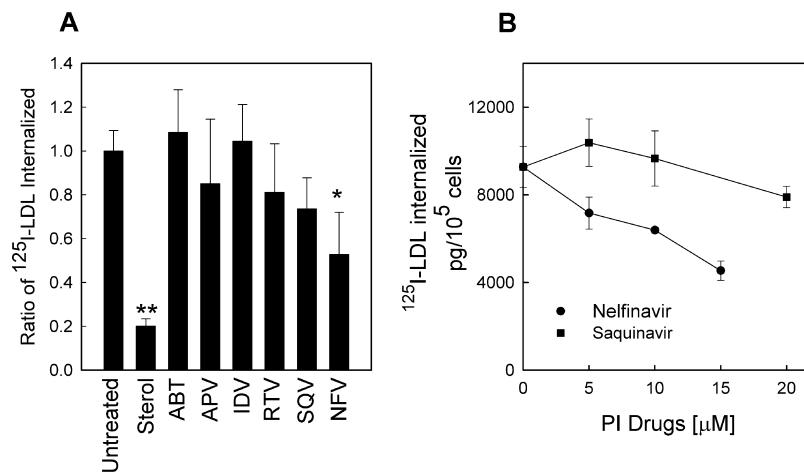 A
Ratio of ¹²⁵I-LDL Internalized
1.4
1.2
1.0
0.8
0.6
0.4
0.2
0.0
**
*
Untreated
Sterol
ABT
APV
IDV
RTV
SQV
NFV
B
¹²⁵I-LDL internalized
pg/10⁵ cells
12000
8000
4000
0
Nelfinavir
Saquinavir
0
5
10
15
20
PI Drugs [µM]